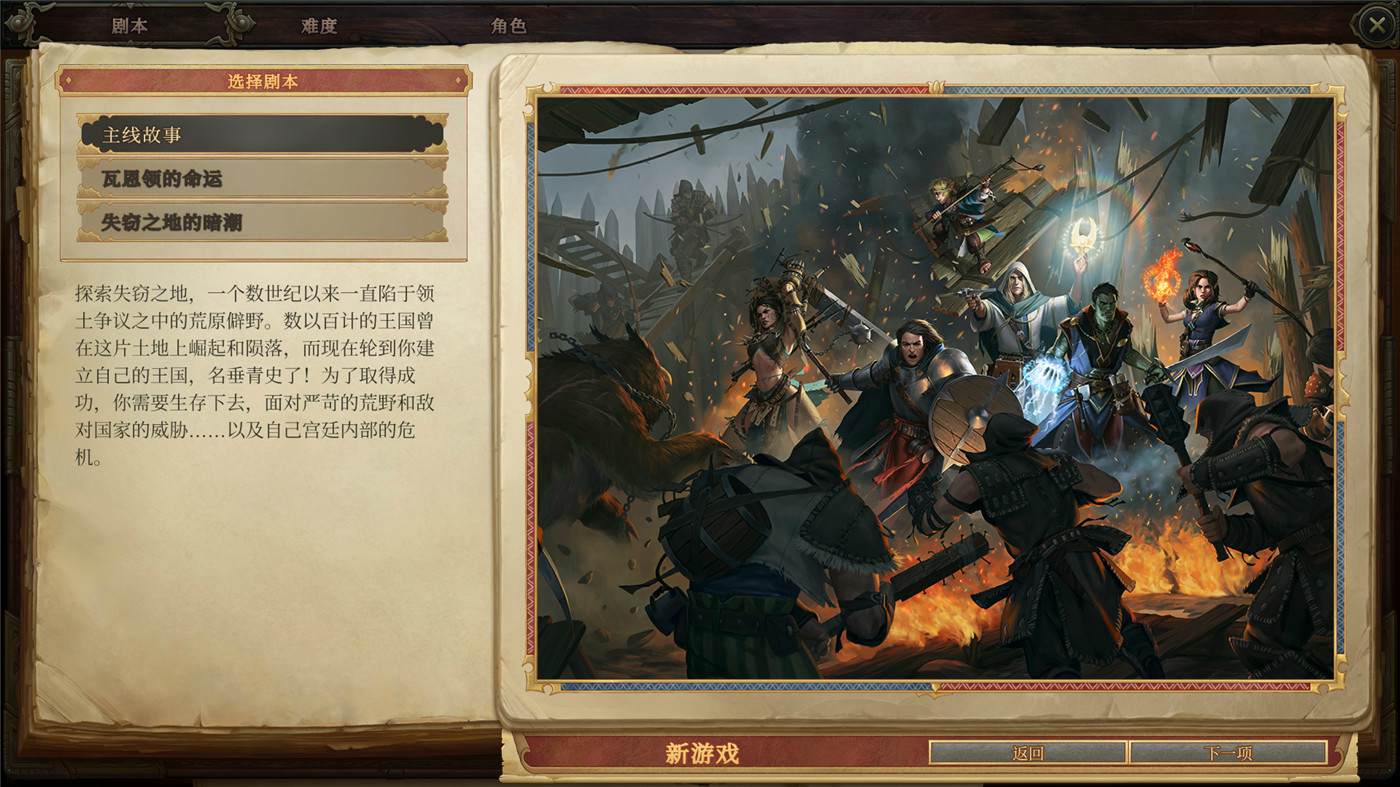 剧本
难度
角色
选择剧本
主线故事
瓦恩领的命运
失窃之地的暗潮
探索失窃之地，一个数世纪以来一直陷于领
土争议之中的荒原僻野。数以百计的王国曾
在这片土地上崛起和陨落，而现在轮到你建
立自己的王国，名垂青史了！为了取得成
功，你需要生存下去，面对严苛的荒野和敌
对国家的威胁……以及自己宫廷内部的危
机。
新游戏
返回
下一项